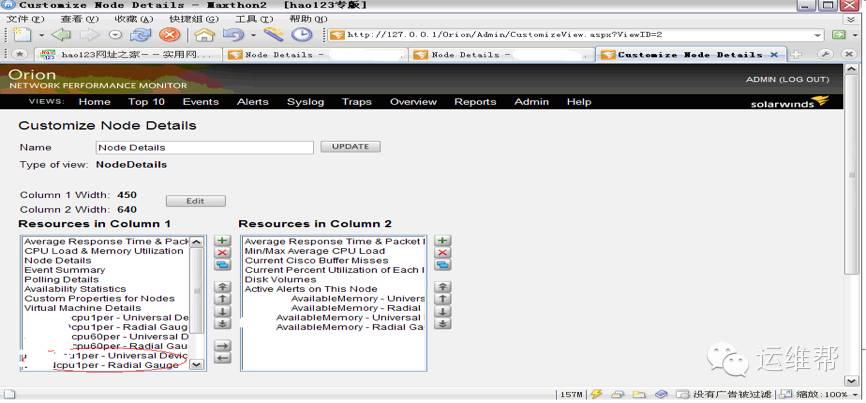 Customize Node Details - Maxthon2 [hao123专版]
文件(F) 查看(V) 收藏(A) 快捷组(G) 工具(T) 帮助(H)
http://127.0.0.1/Orion/Admin/CustomizeView.aspx?ViewID=2
hao123网址之家--实用网... Node Details - Node Details - Customize Node Details
Orion
NETWORK PERFORMANCE MONITOR
ADMIN (LOG OUT)
VIEWS: Home Top 10 Events Alerts Syslog Traps Overview Reports Admin Help
solarwinds
Customize Node Details
Name NodeDetails UPDATE
Type of view: NodeDetails
Column 1 Width: 450
Edit
Column 2 Width: 640
Resources in Column 1
Average Response Time & Packet
CPU Load & Memory Utilization
Node Details
Event Summary
Polling Details
Availability Statistics
Custom Properties for Nodes
Virtual Machine Details
cpu1per - Universal De
cpu1per - Radial Gaug
cpu60per - Universal D
cpu60per - Radial Gau
cpu1per - Universal Devic
cpu1per - Radial Gauge
Resources in Column 2
Average Response Time & Packet
Min/Max Average CPU Load
Current Cisco Buffer Misses
Current Percent Utilization of Each I
Disk Volumes
Active Alerts on This Node
AvailableMemory - Univers
AvailableMemory - Radial
AvailableMemory - Universal
AvailableMemory - Radial Ga
运维帮
157M 没有广告被过滤 缩放:100%